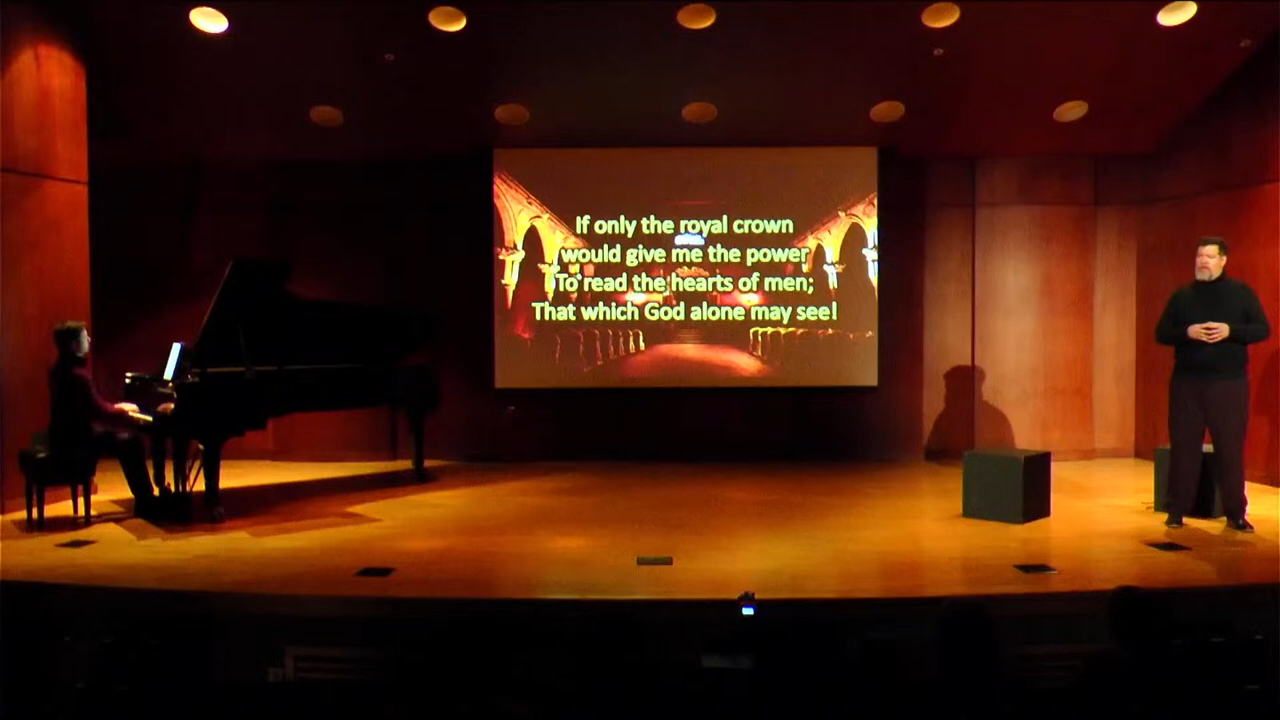 If only the royal crown
would give me the power
To read the hearts of men;
That which God alone may see!